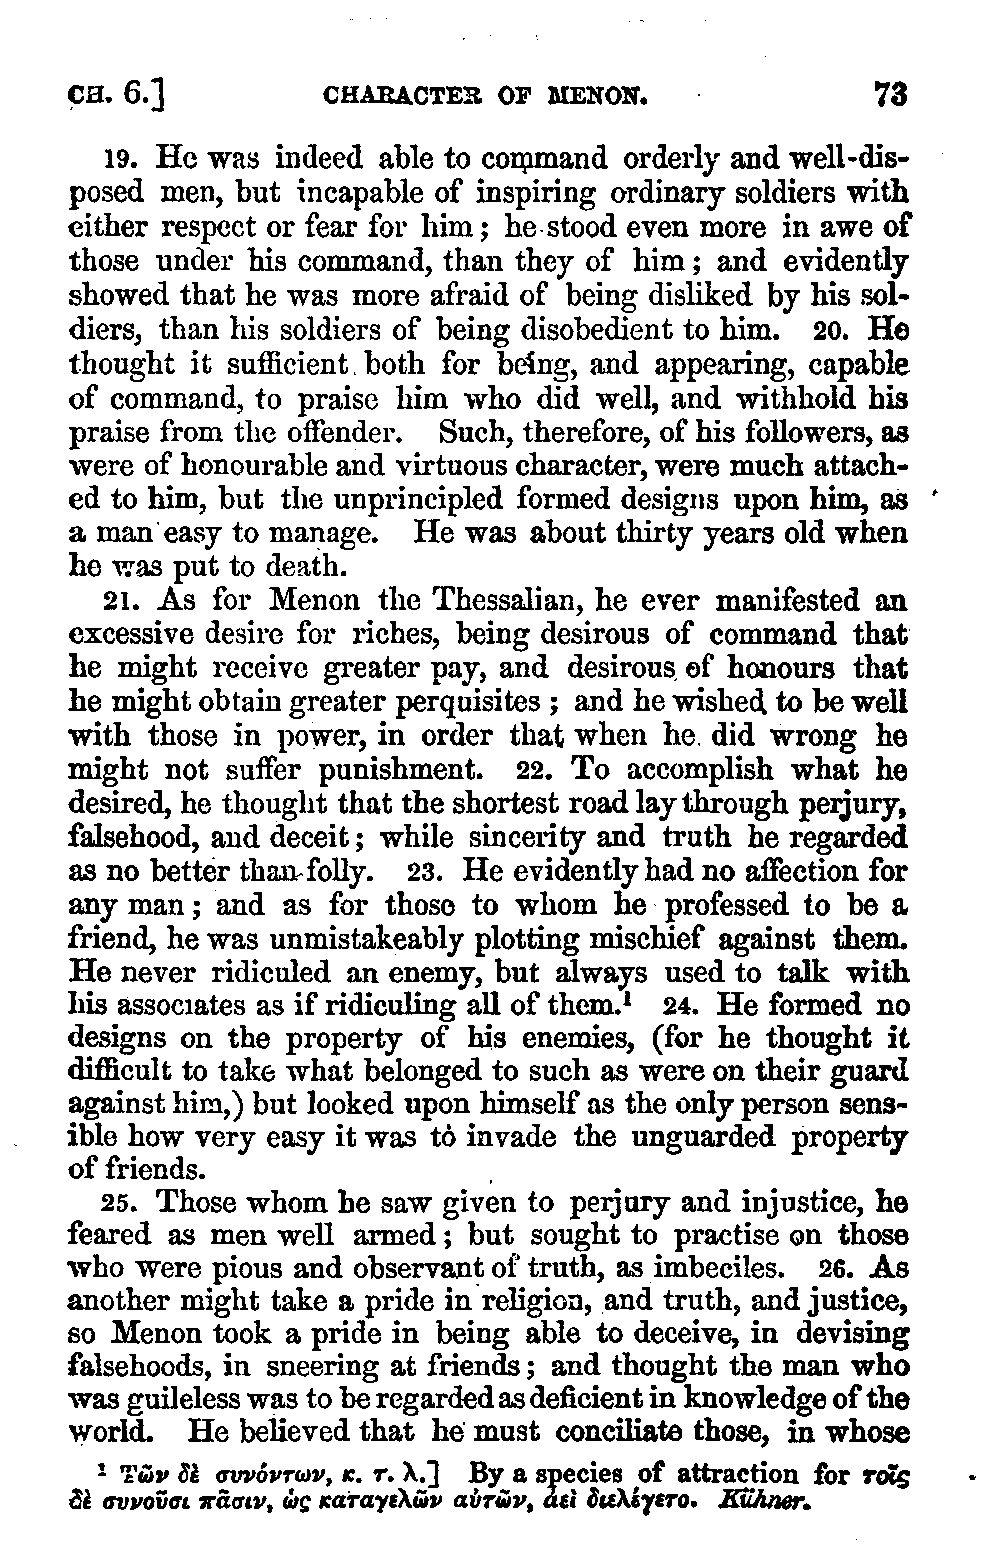 CH. 6.] CHARACTER OF MENON. 73
19. He was indeed able to command orderly and well-dis-
posed men, but incapable of inspiring ordinary soldiers with
either respect or fear for him; he stood even more in awe of
those under his command, than they of him; and evidently
showed that he was more afraid of being disliked by his sol-
diers, than his soldiers of being disobedient to him. 20. He
thought it sufficient both for being, and appearing, capable
of command, to praise him who did well, and withhold his
praise from the offender. Such, therefore, of his followers, as
were of honourable and virtuous character, were much attach-
ed to him, but the unprincipled formed designs upon him, as
a man easy to manage. He was about thirty years old when
he was put to death.
21. As for Menon the Thessalian, he ever manifested an
excessive desire for riches, being desirous of command that
he might receive greater pay, and desirous of honours that
he might obtain greater perquisites; and he wished to be well
with those in power, in order that when he did wrong he
might not suffer punishment. 22. To accomplish what he
desired, he thought that the shortest road lay through perjury,
falsehood, and deceit; while sincerity and truth he regarded
as no better than folly. 23. He evidently had no affection for
any man; and as for those to whom he professed to be a
friend, he was unmistakeably plotting mischief against them.
He never ridiculed an enemy, but always used to talk with
his associates as if ridiculing all of them.¹ 24. He formed no
designs on the property of his enemies, (for he thought it
difficult to take what belonged to such as were on their guard
against him,) but looked upon himself as the only person sens-
ible how very easy it was to invade the unguarded property
of friends.
25. Those whom he saw given to perjury and injustice, he
feared as men well armed; but sought to practise on those
who were pious and observant of truth, as imbeciles. 26. As
another might take a pride in religion, and truth, and justice,
so Menon took a pride in being able to deceive, in devising
falsehoods, in sneering at friends; and thought the man who
was guileless was to be regarded as deficient in knowledge of the
world. He believed that he must conciliate those, in whose
¹ Τῶν δὲ συνόντων, κ. τ. λ.] By a species of attraction for τοῖς
δὲ συνοῦσι πᾶσιν, ὡς καταγελῶν αὐτῶν, ἀεὶ διελέγετο. Kühner.